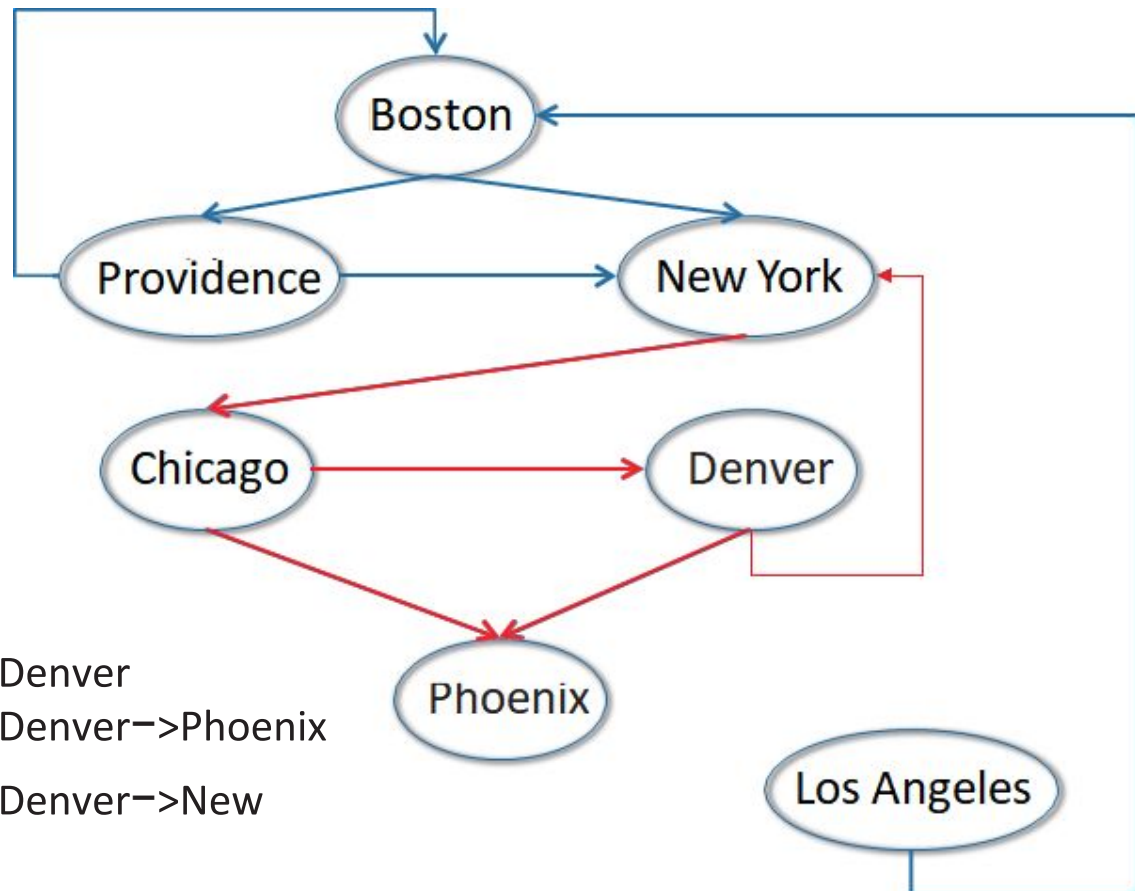 Boston
Providence
New York
Chicago
Denver
Denver
Denver−>Phoenix
Phoenix
Denver−>New
Los Angeles